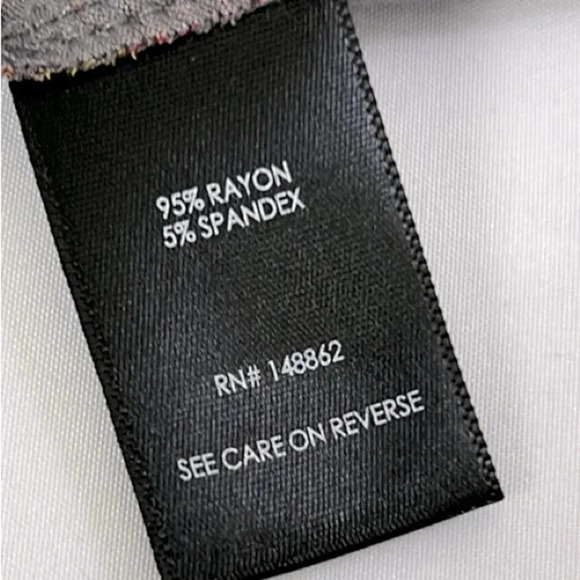 95% RAYON
5% SPANDEX
RN# 148862
SEE CARE ON REVERSE